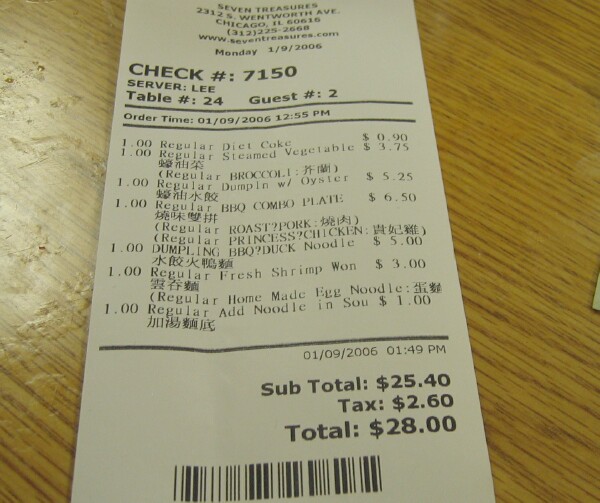 SEVEN TREASURES
2312 S. WENTWORTH AVE.
CHICAGO, IL 60616
(312)225-2668
www.seventreasures.com
Monday 1/9/2006
CHECK #: 7150
SERVER: LEE
Table #: 24 Guest #: 2
Order Time: 01/09/2006 12:55 PM
1.00 Regular Diet Coke $ 0.90
1.00 Regular Steamed Vegetable $ 3.75
蠔油菜
(Regular BROCCOLI:芥蘭)
1.00 Regular Dumpln w/ Oyster $ 5.25
蠔油水餃
1.00 Regular BBQ COMBO PLATE $ 6.50
燒味雙拼
(Regular ROAST?PORK:燒肉)
(Regular PRINCESS?CHICKEN:貴妃雞)
1.00 DUMPLING BBQ?DUCK Noodle $ 5.00
水餃火鴨麵
1.00 Regular Fresh Shrimp Won $ 3.00
雲吞麵
(Regular Home Made Egg Noodle:蛋麵
1.00 Regular Add Noodle in Sou $ 1.00
加湯麵底
01/09/2006 01:49 PM
Sub Total: $25.40
Tax: $2.60
Total: $28.00